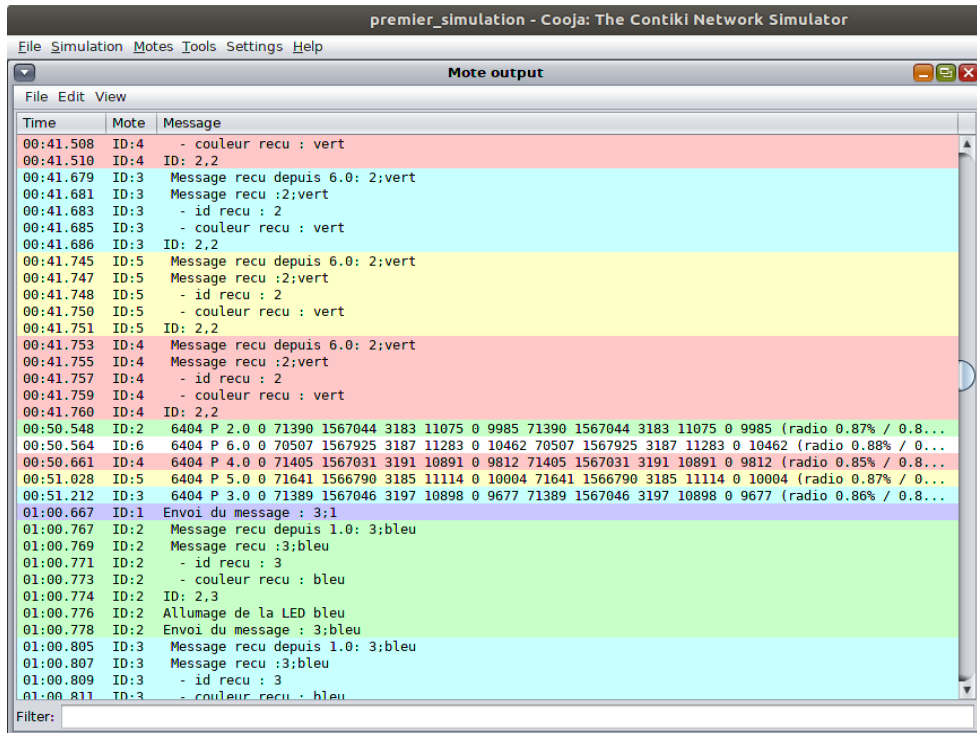 premier_simulation - Cooja: The Contiki Network Simulator
File Simulation Motes Tools Settings Help
Mote output
File Edit View
Time Mote Message
00:41.508 ID:4 - couleur recu : vert
00:41.510 ID:4 ID: 2,2
00:41.679 ID:3 Message recu depuis 6.0: 2;vert
00:41.681 ID:3 Message recu :2;vert
00:41.683 ID:3 - id recu : 2
00:41.685 ID:3 - couleur recu : vert
00:41.686 ID:3 ID: 2,2
00:41.745 ID:5 Message recu depuis 6.0: 2;vert
00:41.747 ID:5 Message recu :2;vert
00:41.748 ID:5 - id recu : 2
00:41.750 ID:5 - couleur recu : vert
00:41.751 ID:5 ID: 2,2
00:41.753 ID:4 Message recu depuis 6.0: 2;vert
00:41.755 ID:4 Message recu :2;vert
00:41.757 ID:4 - id recu : 2
00:41.759 ID:4 - couleur recu : vert
00:41.760 ID:4 ID: 2,2
00:50.548 ID:2 6404 P 2.0 0 71390 1567044 3183 11075 0 9985 71390 1567044 3183 11075 0 9985 (radio 0.87% / 0.8...
00:50.564 ID:6 6404 P 6.0 0 70507 1567925 3187 11283 0 10462 70507 1567925 3187 11283 0 10462 (radio 0.88% / 0...
00:50.661 ID:4 6404 P 4.0 0 71405 1567031 3191 10891 0 9812 71405 1567031 3191 10891 0 9812 (radio 0.85% / 0.8...
00:51.028 ID:5 6404 P 5.0 0 71641 1566790 3185 11114 0 10004 71641 1566790 3185 11114 0 10004 (radio 0.87% / 0...
00:51.212 ID:3 6404 P 3.0 0 71389 1567046 3197 10898 0 9677 71389 1567046 3197 10898 0 9677 (radio 0.86% / 0.8...
01:00.667 ID:1 Envoi du message : 3;1
01:00.767 ID:2 Message recu depuis 1.0: 3;bleu
01:00.769 ID:2 Message recu :3;bleu
01:00.771 ID:2 - id recu : 3
01:00.773 ID:2 - couleur recu : bleu
01:00.774 ID:2 ID: 2,3
01:00.776 ID:2 Allumage de la LED bleu
01:00.778 ID:2 Envoi du message : 3;bleu
01:00.805 ID:3 Message recu depuis 1.0: 3;bleu
01:00.807 ID:3 Message recu :3;bleu
01:00.809 ID:3 - id recu : 3
01:00.811 ID:3 - couleur recu : bleu
Filter: